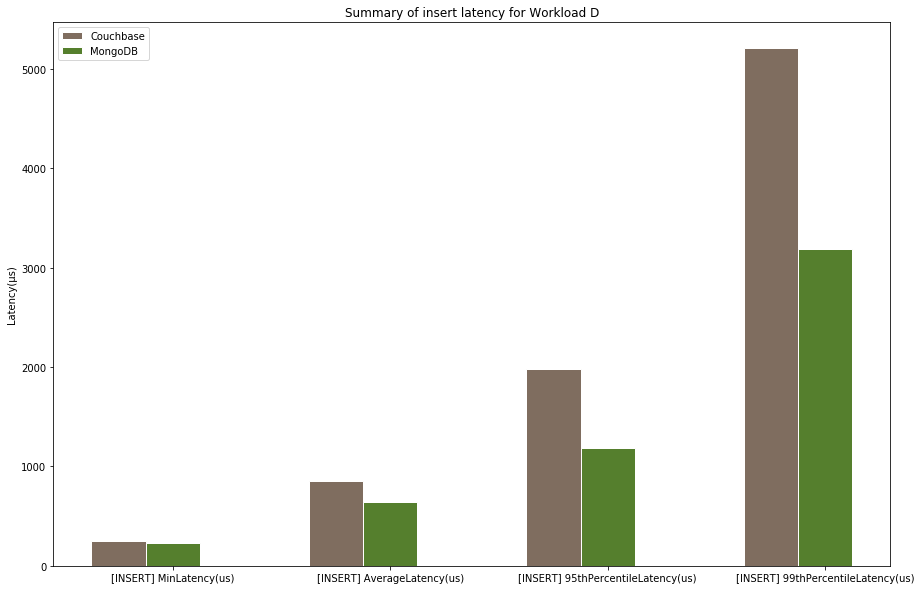 Summary of insert latency for Workload D
Couchbase
MongoDB
5000
4000
3000
2000
1000
0
Latency(µs)
[INSERT] MinLatency(us)
[INSERT] AverageLatency(us)
[INSERT] 95thPercentileLatency(us)
[INSERT] 99thPercentileLatency(us)